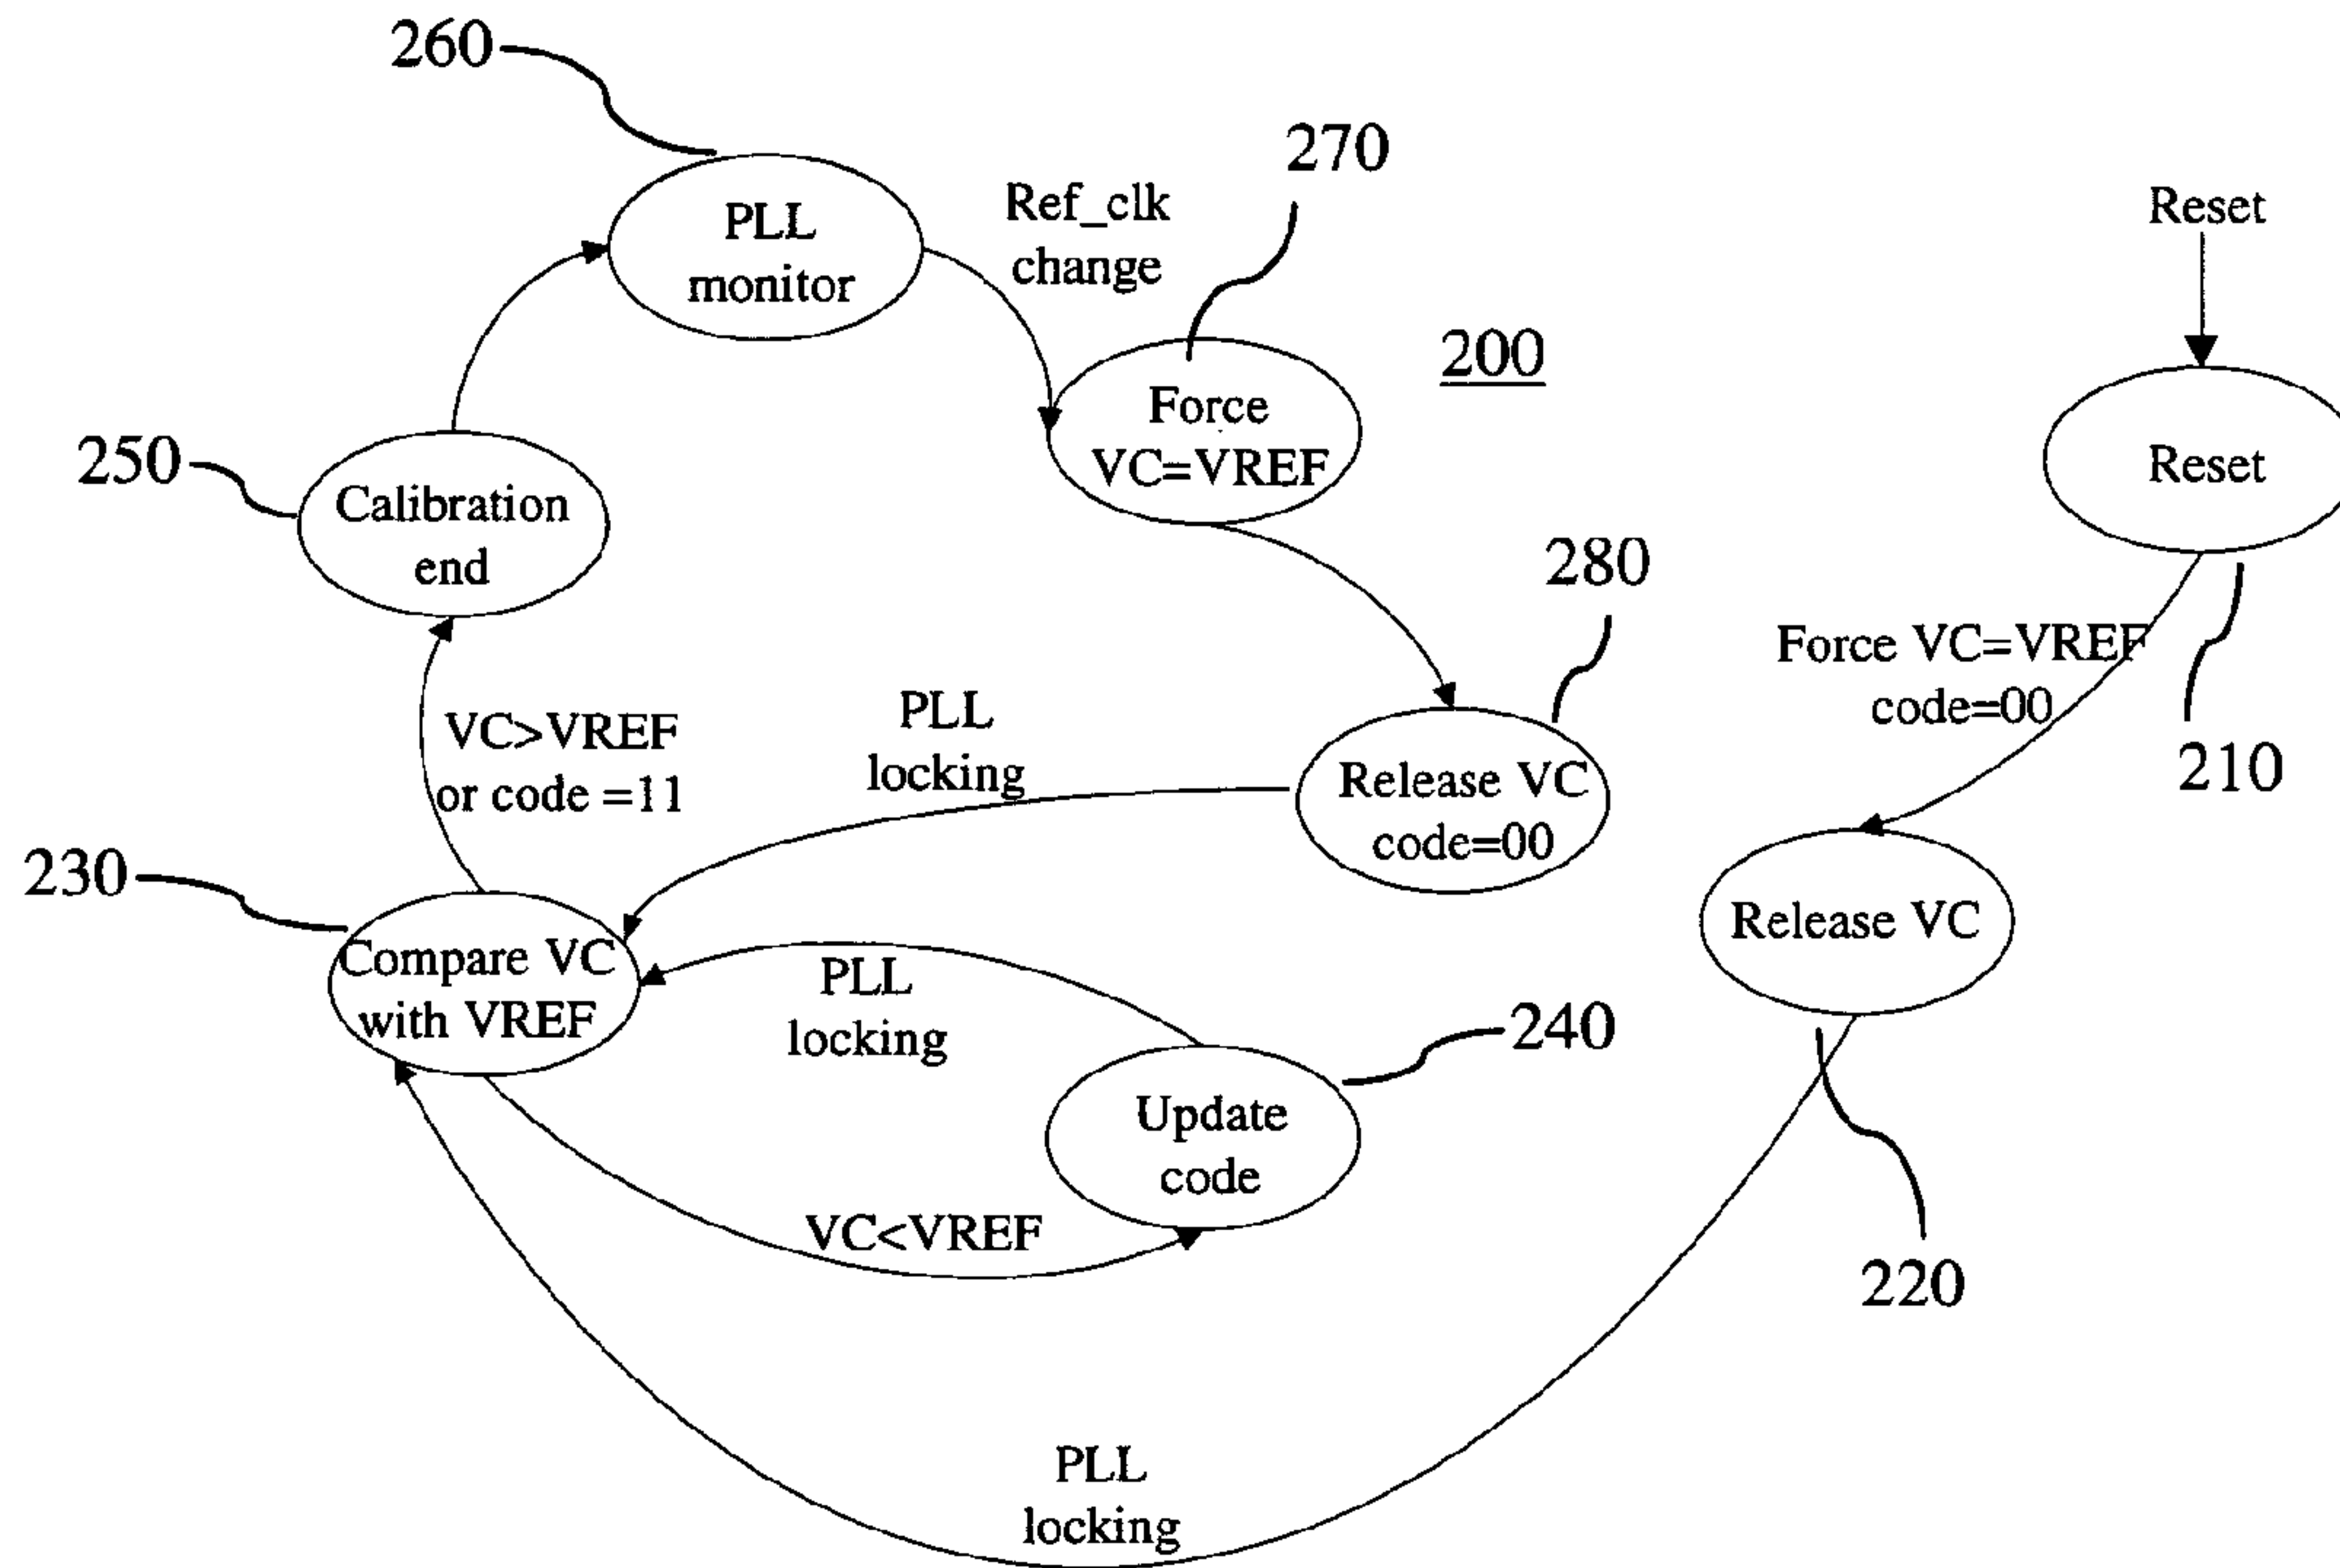 260
270
Ref_clk
change
Reset
PLL
monitor
200
Force
VC=VREF
Reset
250
Calibration
end
280
Force VC=VREF
code=00
210
VC>VREF
or code =11
PLL
locking
Release VC
code=00
230
Release VC
Compare VC
with VREF
PLL
locking
240
Update
code
VC<VREF
220
PLL
locking